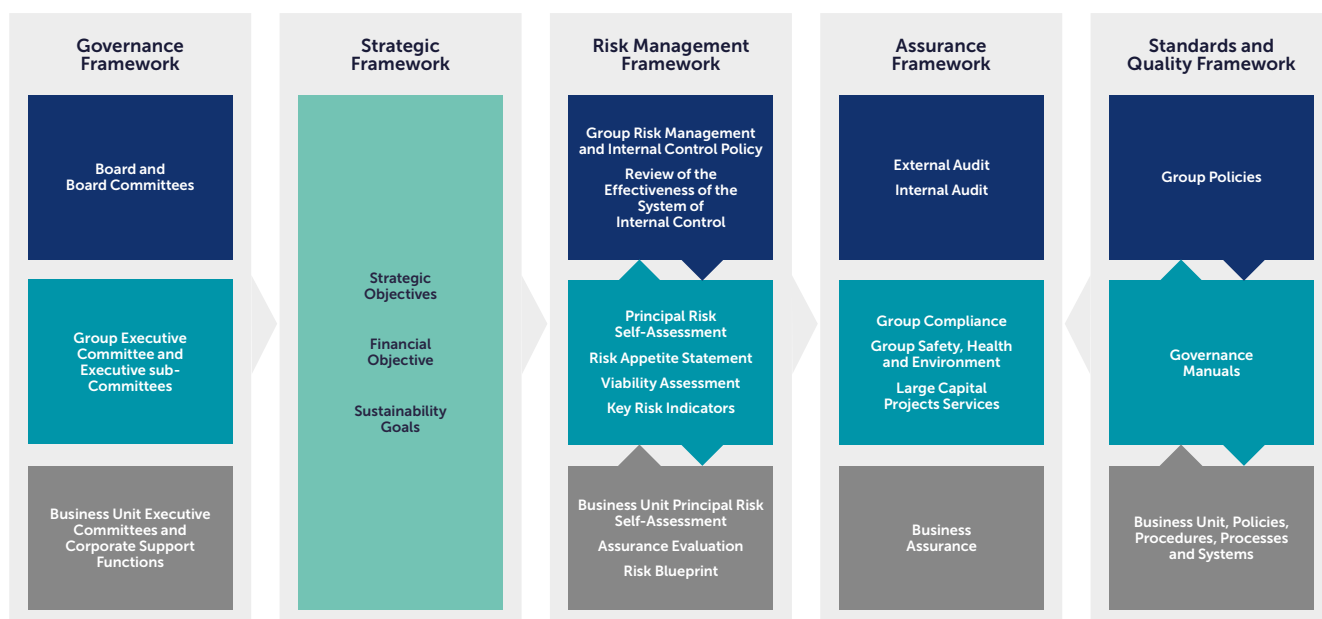 Governance
Framework
Board and
Board Committees
Group Executive
Committee and
Executive sub-
Committees
Business Unit Executive
Committees and
Corporate Support
Functions
Strategic
Framework
Strategic
Objectives
Financial
Objective
Sustainability
Goals
Risk Management
Framework
Group Risk Management
and Internal Control Policy
Review of the
Effectiveness of the
System of
Internal Control
Principal Risk
Self-Assessment
Risk Appetite Statement
Viability Assessment
Key Risk Indicators
Business Unit Principal Risk
Self-Assessment
Assurance Evaluation
Risk Blueprint
Assurance
Framework
External Audit
Internal Audit
Group Compliance
Group Safety, Health
and Environment
Large Capital
Projects Services
Business
Assurance
Standards and
Quality Framework
Group Policies
Governance
Manuals
Business Unit, Policies,
Procedures, Processes
and Systems